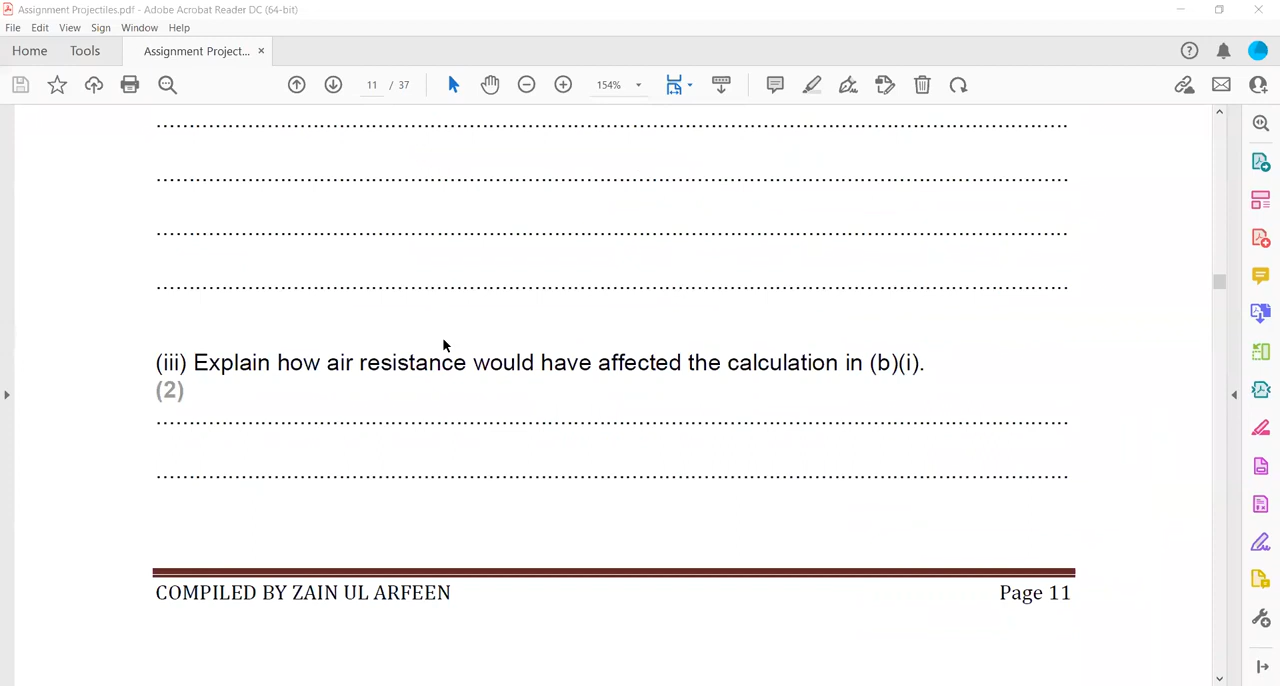 Assignment Projectiles.pdf - Adobe Acrobat Reader DC (64-bit)
File Edit View Sign Window Help
Home Tools Assignment Project... ×
11 / 37 154%
................................................................................
................................................................................
................................................................................
................................................................................
(iii) Explain how air resistance would have affected the calculation in (b)(i).
(2)
................................................................................
................................................................................
COMPILED BY ZAIN UL ARFEEN Page 11